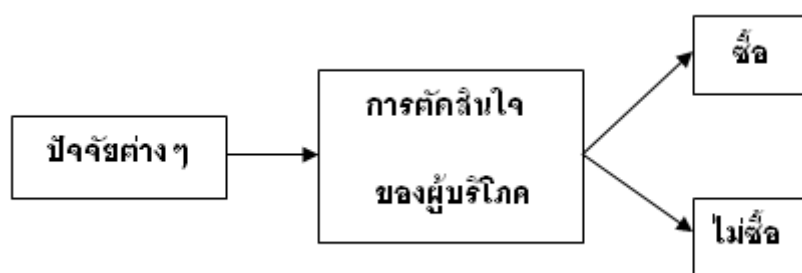 ปัจจัยต่างๆ
การตัดสินใจ
ของผู้บริโภค
ซื้อ
ไม่ซื้อ